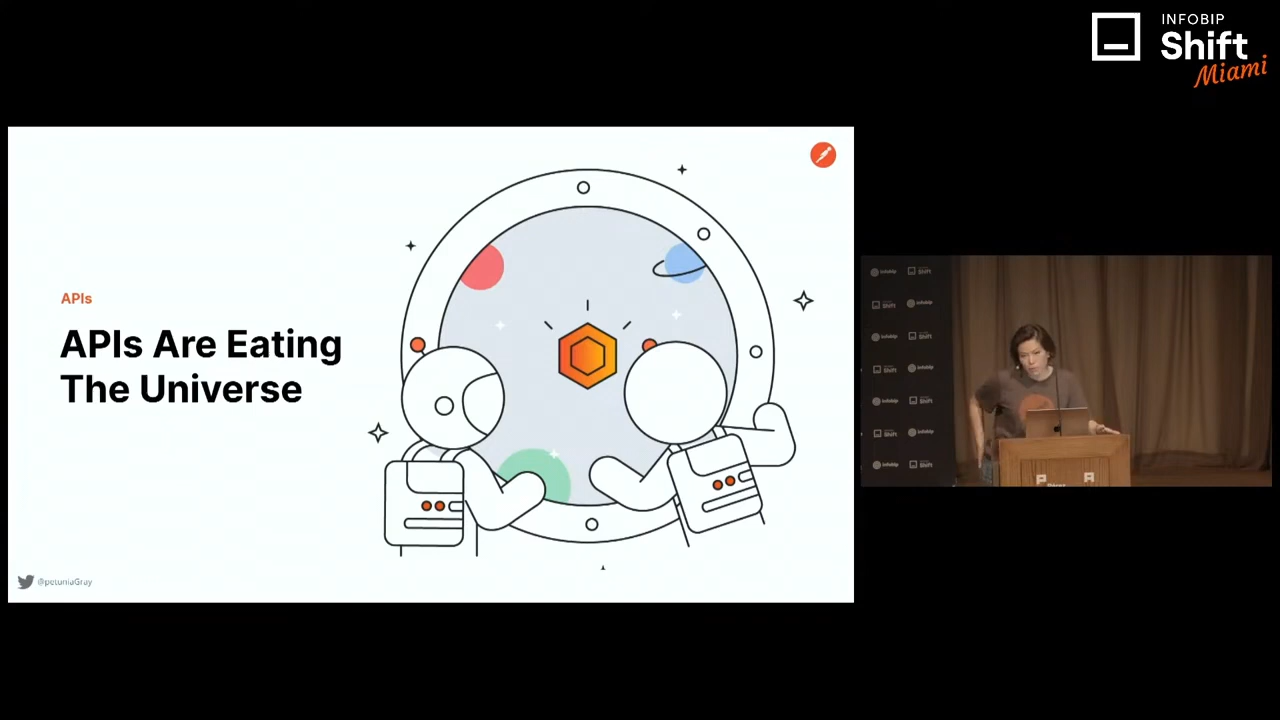 INFOBIP
Shift
Miami
APIs
APIs Are Eating
The Universe
@petuniaGray